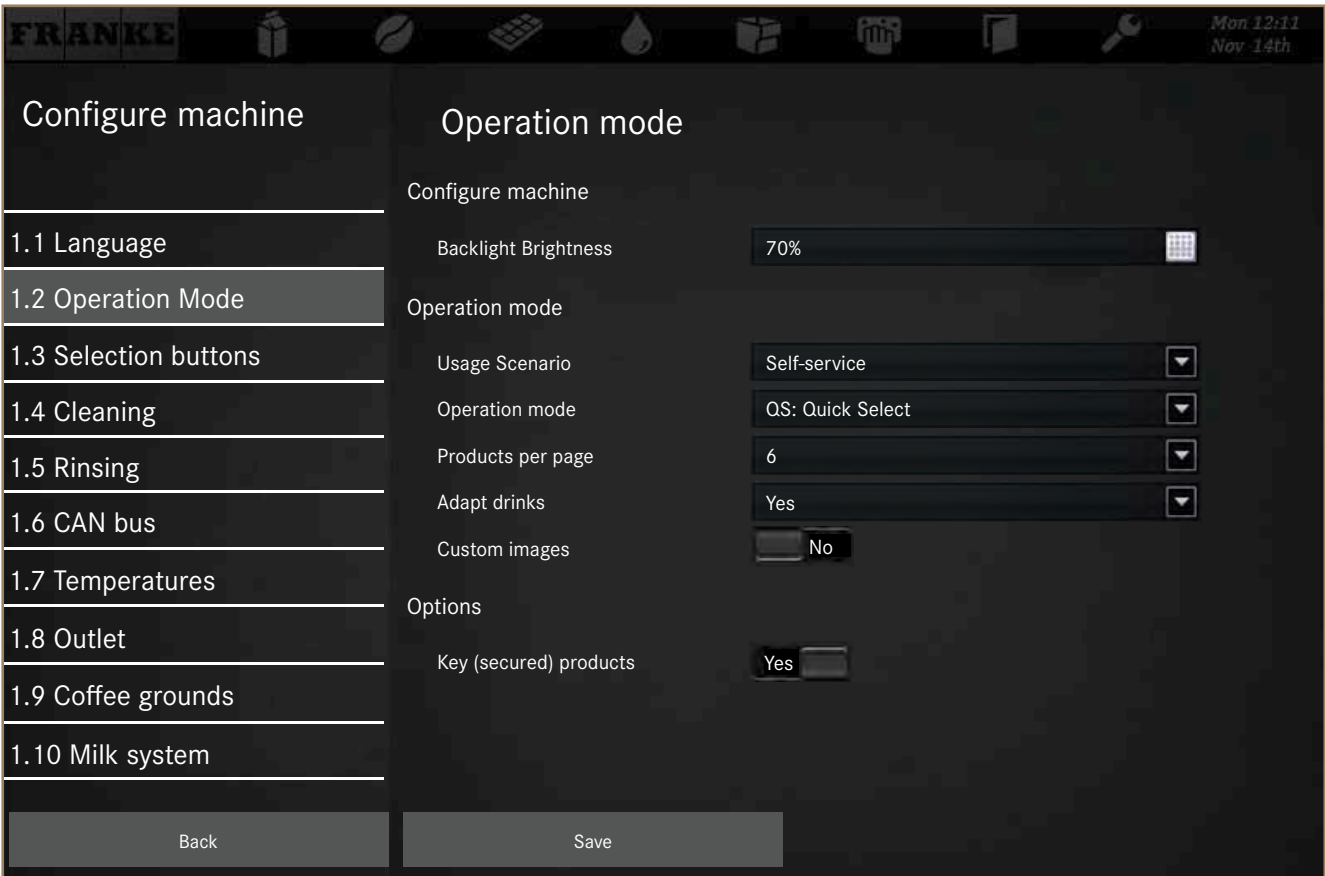 FRANKE
Mon 12:11
Nov 14th
Configure machine
1.1 Language
1.2 Operation Mode
1.3 Selection buttons
1.4 Cleaning
1.5 Rinsing
1.6 CAN bus
1.7 Temperatures
1.8 Outlet
1.9 Coffee grounds
1.10 Milk system
Operation mode
Configure machine
Backlight Brightness 70%
Operation mode
Usage Scenario Self-service
Operation mode QS: Quick Select
Products per page 6
Adapt drinks Yes
Custom images No
Options
Key (secured) products Yes
Back Save